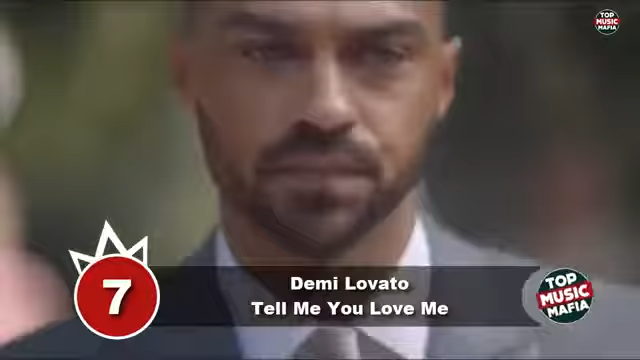 TOP
MUSIC
MAFIA
7
Demi Lovato
Tell Me You Love Me
TOP
MUSIC
MAFIA